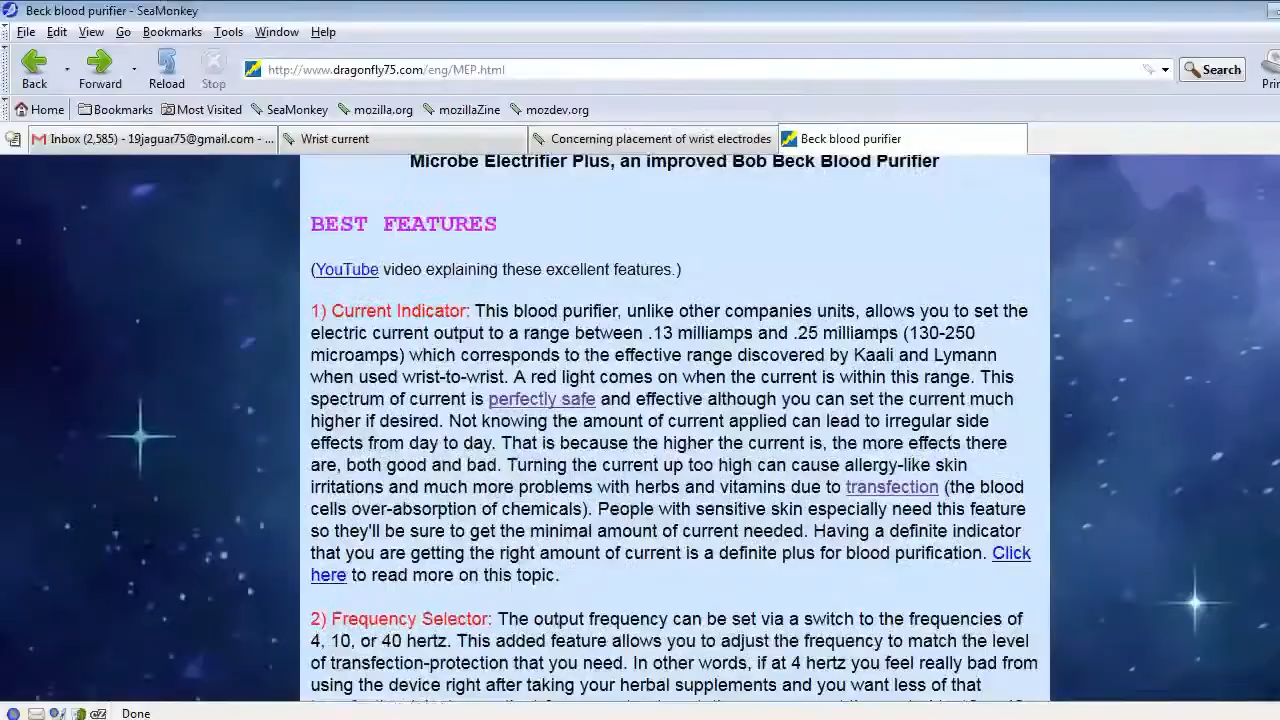 Beck blood purifier - SeaMonkey
File Edit View Go Bookmarks Tools Window Help
Back Forward Reload Stop http://www.dragonfly75.com/eng/MEP.html Search
Home Bookmarks Most Visited SeaMonkey mozilla.org mozillaZine mozdev.org
Inbox (2,585) - 19jaguar75@gmail.com - ... Wrist current Concerning placement of wrist electrodes Beck blood purifier
Microbe Electrifier Plus, an improved Bob Beck Blood Purifier
BEST FEATURES
(YouTube video explaining these excellent features.)
1) Current Indicator: This blood purifier, unlike other companies units, allows you to set the
electric current output to a range between .13 milliamps and .25 milliamps (130-250
microamps) which corresponds to the effective range discovered by Kaali and Lymann
when used wrist-to-wrist. A red light comes on when the current is within this range. This
spectrum of current is perfectly safe and effective although you can set the current much
higher if desired. Not knowing the amount of current applied can lead to irregular side
effects from day to day. That is because the higher the current is, the more effects there
are, both good and bad. Turning the current up too high can cause allergy-like skin
irritations and much more problems with herbs and vitamins due to transfection (the blood
cells over-absorption of chemicals). People with sensitive skin especially need this feature
so they'll be sure to get the minimal amount of current needed. Having a definite indicator
that you are getting the right amount of current is a definite plus for blood purification. Click
here to read more on this topic.
2) Frequency Selector: The output frequency can be set via a switch to the frequencies of
4, 10, or 40 hertz. This added feature allows you to adjust the frequency to match the level
of transfection-protection that you need. In other words, if at 4 hertz you feel really bad from
using the device right after taking your herbal supplements and you want less of that
Done